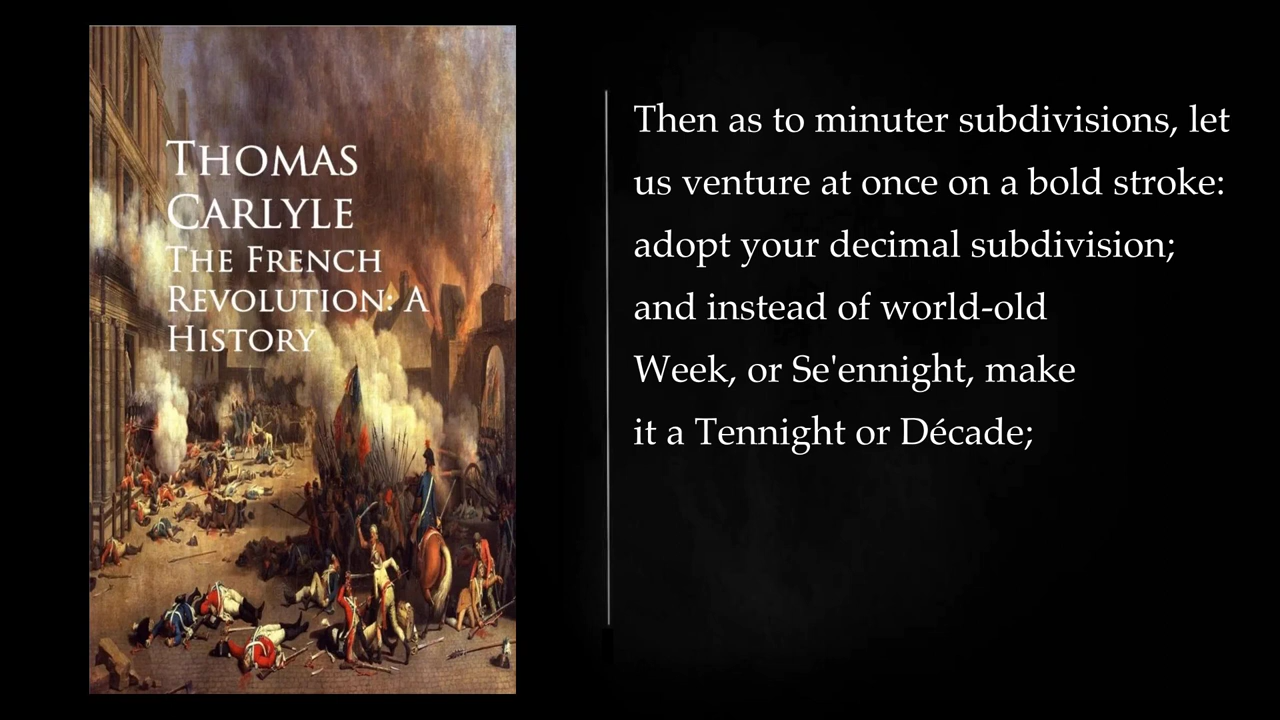 THOMAS
CARLYLE
THE FRENCH
REVOLUTION: A
HISTORY
Then as to minuter subdivisions, let
us venture at once on a bold stroke:
adopt your decimal subdivision;
and instead of world-old
Week, or Se'ennight, make
it a Tennight or Décade;